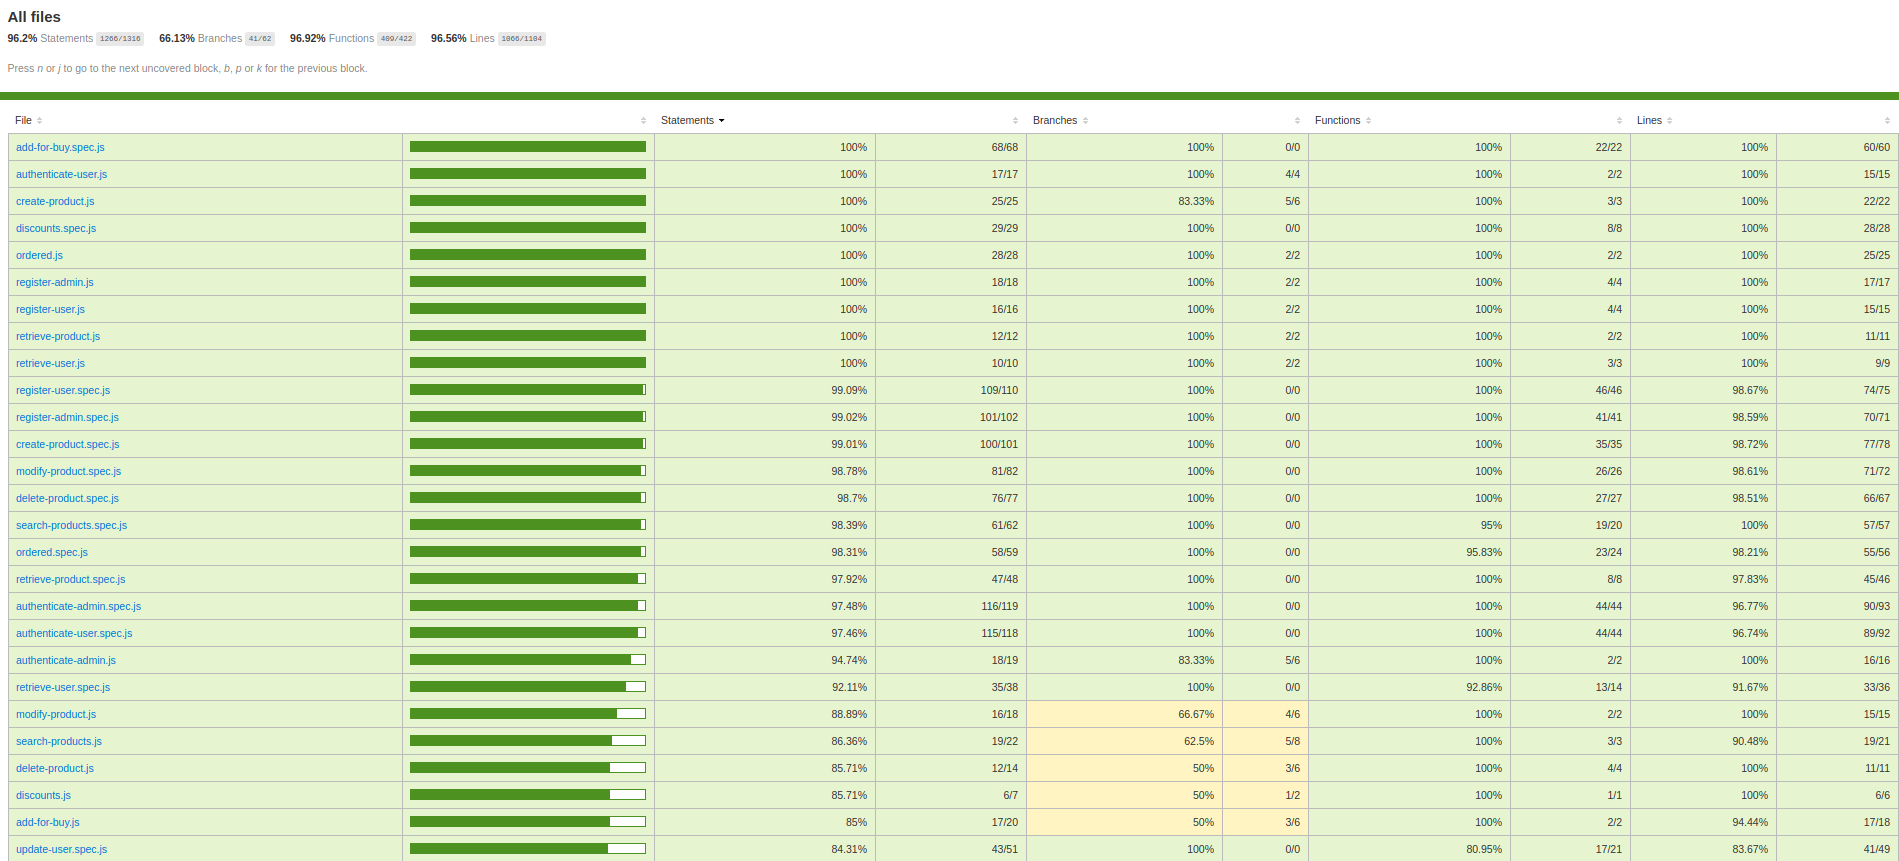 All files
96.2% Statements 1266/1316 66.13% Branches 41/62 96.92% Functions 409/422 96.56% Lines 1066/1104
Press n or j to go to the next uncovered block, b, p or k for the previous block.
File Statements Branches Functions Lines
add-for-buy.spec.js 100% 68/68 100% 0/0 100% 22/22 100% 60/60
authenticate-user.js 100% 17/17 100% 4/4 100% 2/2 100% 15/15
create-product.js 100% 25/25 83.33% 5/6 100% 3/3 100% 22/22
discounts.spec.js 100% 29/29 100% 0/0 100% 8/8 100% 28/28
ordered.js 100% 28/28 100% 2/2 100% 2/2 100% 25/25
register-admin.js 100% 18/18 100% 2/2 100% 4/4 100% 17/17
register-user.js 100% 16/16 100% 2/2 100% 4/4 100% 15/15
retrieve-product.js 100% 12/12 100% 2/2 100% 2/2 100% 11/11
retrieve-user.js 100% 10/10 100% 2/2 100% 3/3 100% 9/9
register-user.spec.js 99.09% 109/110 100% 0/0 100% 46/46 98.67% 74/75
register-admin.spec.js 99.02% 101/102 100% 0/0 100% 41/41 98.59% 70/71
create-product.spec.js 99.01% 100/101 100% 0/0 100% 35/35 98.72% 77/78
modify-product.spec.js 98.78% 81/82 100% 0/0 100% 26/26 98.61% 71/72
delete-product.spec.js 98.7% 76/77 100% 0/0 100% 27/27 98.51% 66/67
search-products.spec.js 98.39% 61/62 100% 0/0 95% 19/20 100% 57/57
ordered.spec.js 98.31% 58/59 100% 0/0 95.83% 23/24 98.21% 55/56
retrieve-product.spec.js 97.92% 47/48 100% 0/0 100% 8/8 97.83% 45/46
authenticate-admin.spec.js 97.48% 116/119 100% 0/0 100% 44/44 96.77% 90/93
authenticate-user.spec.js 97.46% 115/118 100% 0/0 100% 44/44 96.74% 89/92
authenticate-admin.js 94.74% 18/19 83.33% 5/6 100% 2/2 100% 16/16
retrieve-user.spec.js 92.11% 35/38 100% 0/0 92.86% 13/14 91.67% 33/36
modify-product.js 88.89% 16/18 66.67% 4/6 100% 2/2 100% 15/15
search-products.js 86.36% 19/22 62.5% 5/8 100% 3/3 90.48% 19/21
delete-product.js 85.71% 12/14 50% 3/6 100% 4/4 100% 11/11
discounts.js 85.71% 6/7 50% 1/2 100% 1/1 100% 6/6
add-for-buy.js 85% 17/20 50% 3/6 100% 2/2 94.44% 17/18
update-user.spec.js 84.31% 43/51 100% 0/0 80.95% 17/21 83.67% 41/49